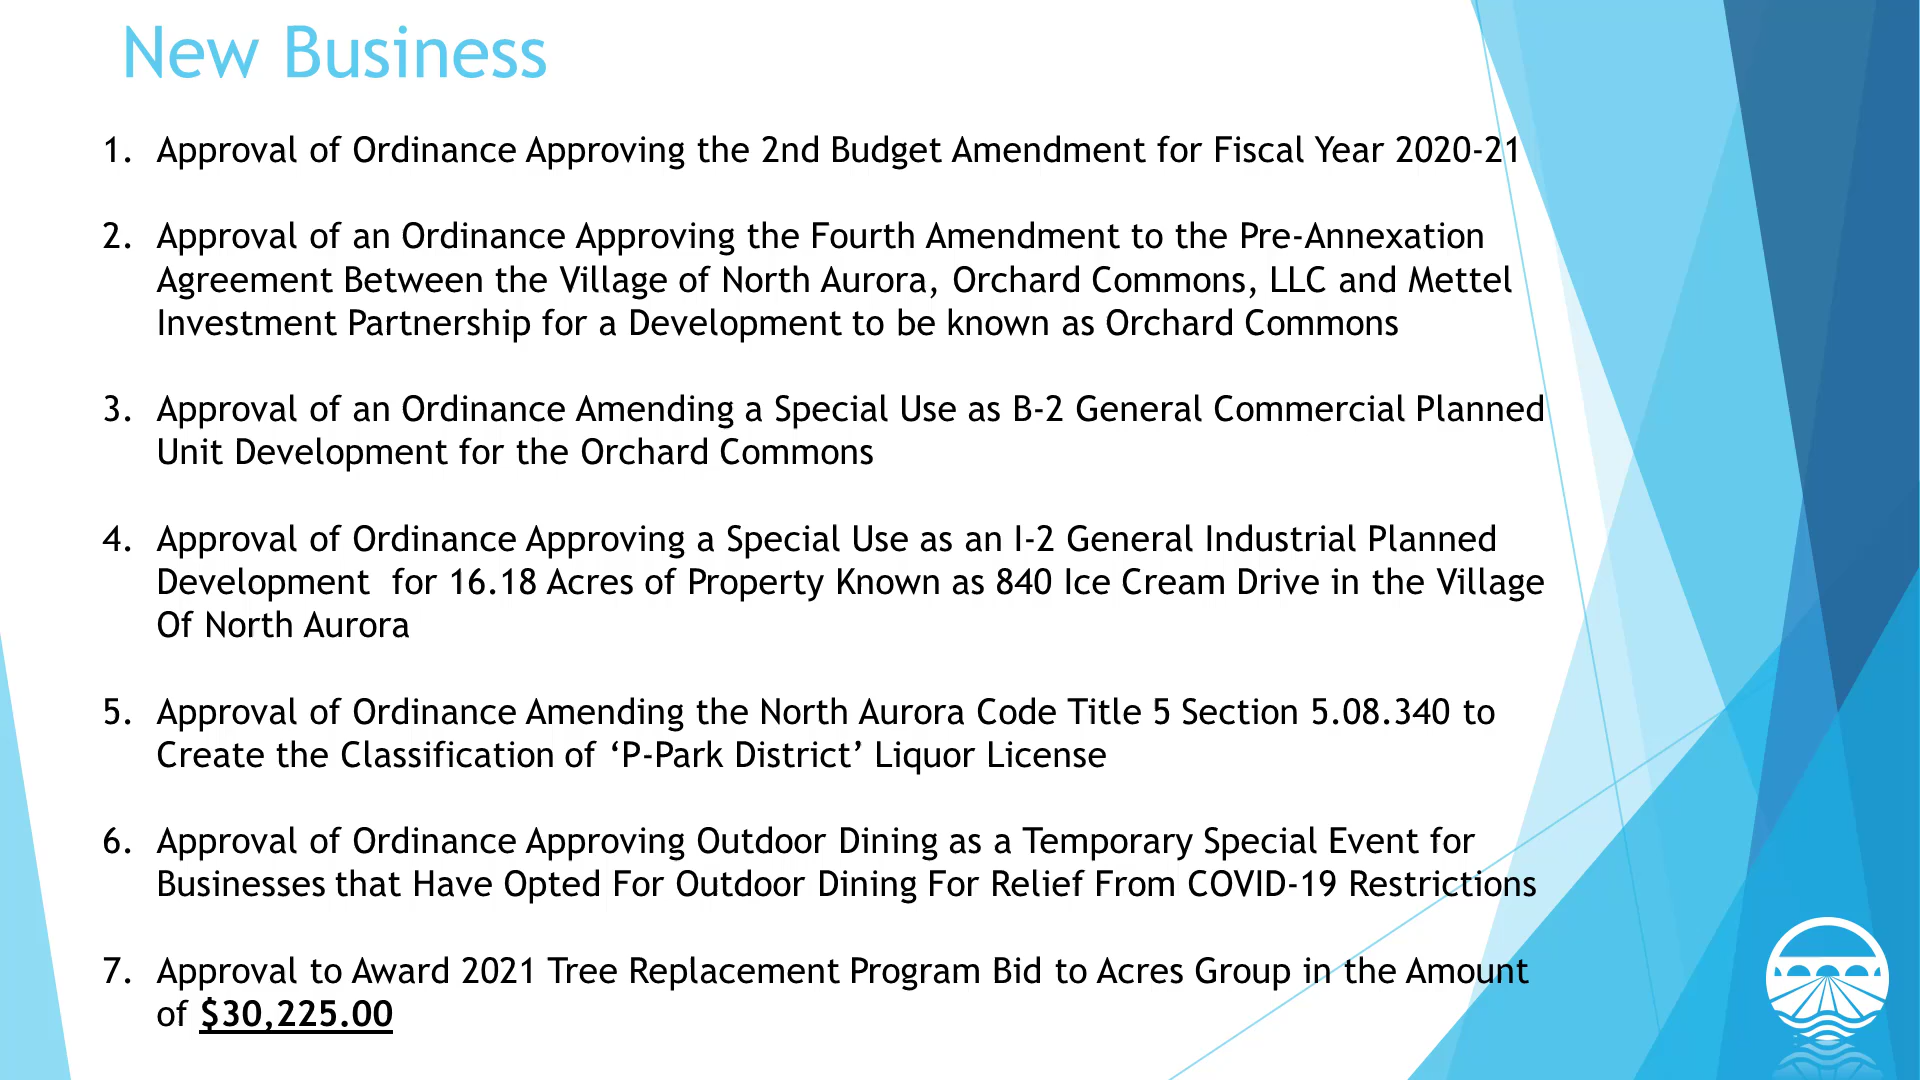 New Business
1. Approval of Ordinance Approving the 2nd Budget Amendment for Fiscal Year 2020-21
2. Approval of an Ordinance Approving the Fourth Amendment to the Pre-Annexation
Agreement Between the Village of North Aurora, Orchard Commons, LLC and Mettel
Investment Partnership for a Development to be known as Orchard Commons
3. Approval of an Ordinance Amending a Special Use as B-2 General Commercial Planned
Unit Development for the Orchard Commons
4. Approval of Ordinance Approving a Special Use as an I-2 General Industrial Planned
Development  for 16.18 Acres of Property Known as 840 Ice Cream Drive in the Village
Of North Aurora
5. Approval of Ordinance Amending the North Aurora Code Title 5 Section 5.08.340 to
Create the Classification of ‘P-Park District’ Liquor License
6. Approval of Ordinance Approving Outdoor Dining as a Temporary Special Event for
Businesses that Have Opted For Outdoor Dining For Relief From COVID-19 Restrictions
7. Approval to Award 2021 Tree Replacement Program Bid to Acres Group in the Amount
of $30,225.00